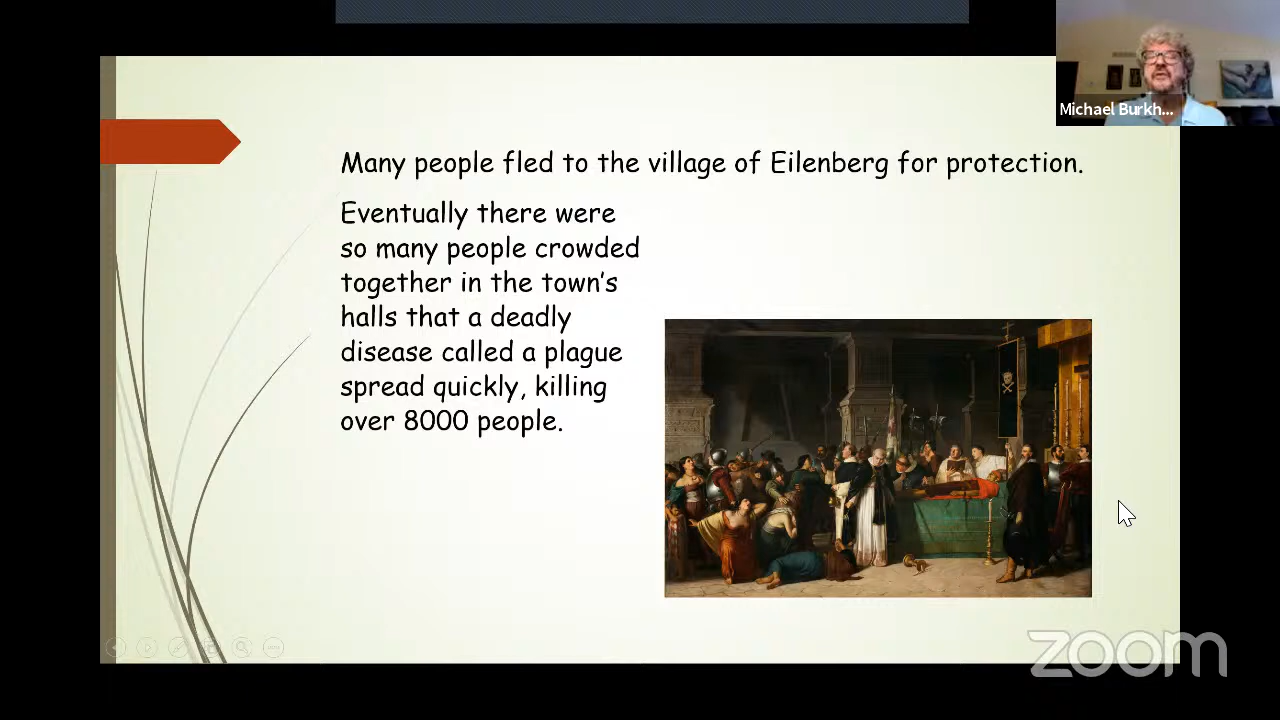 Michael Burkh...
Many people fled to the village of Eilenberg for protection.
Eventually there were
so many people crowded
together in the town's
halls that a deadly
disease called a plague
spread quickly, killing
over 8000 people.
zoom